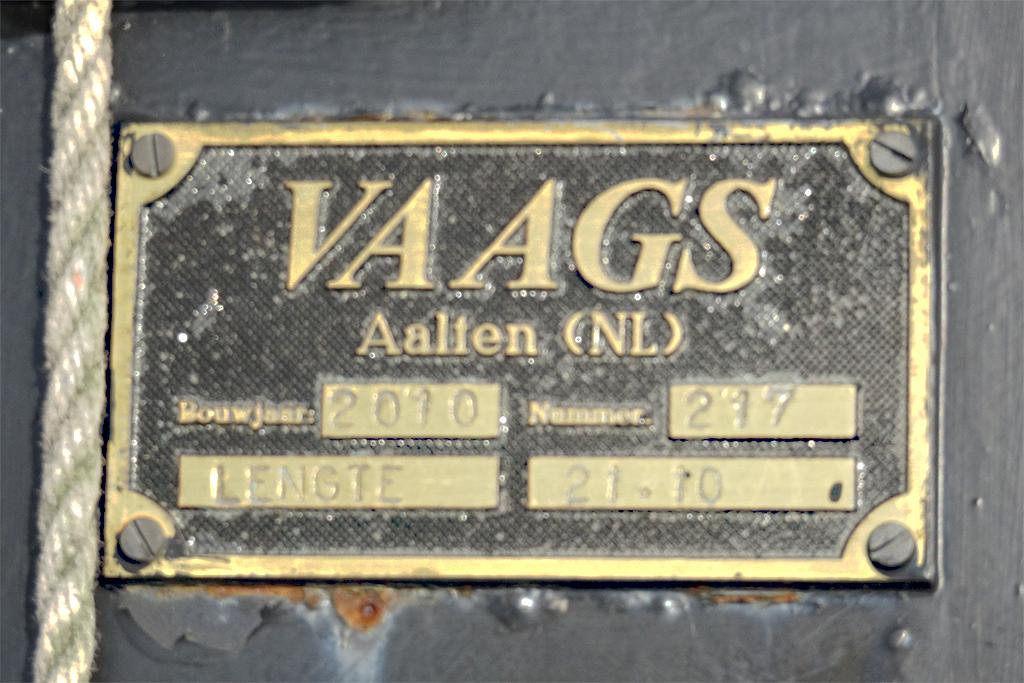 VAAGS
Aalten (NL)
Bouwjaar: 2010 Nummer: 217
LENGTE 21.10